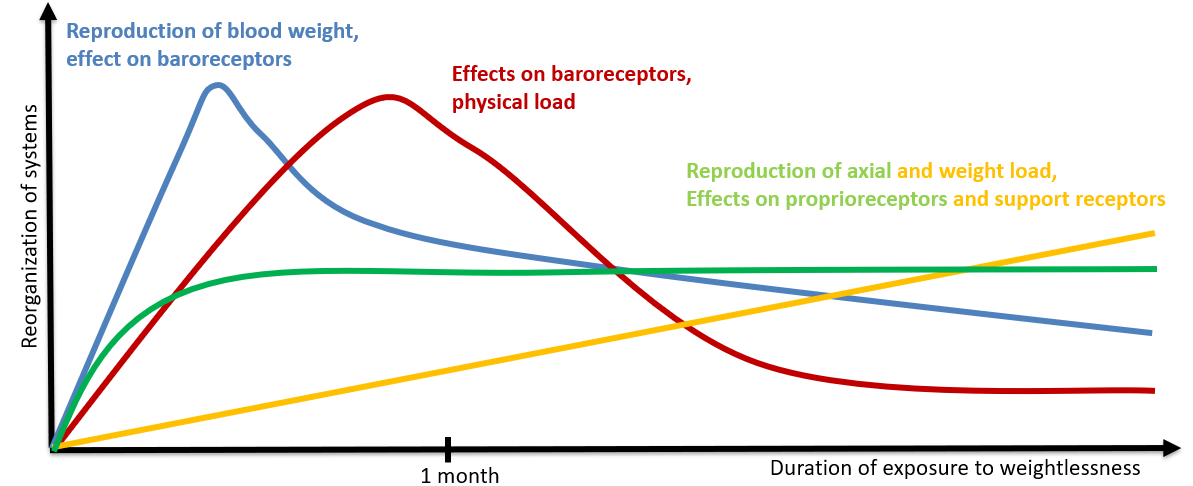 Reproduction of blood weight,
effect on baroreceptors
Effects on baroreceptors,
physical load
Reproduction of axial and weight load,
Effects on proprioreceptors and support receptors
Reorganization of systems
1 month
Duration of exposure to weightlessness